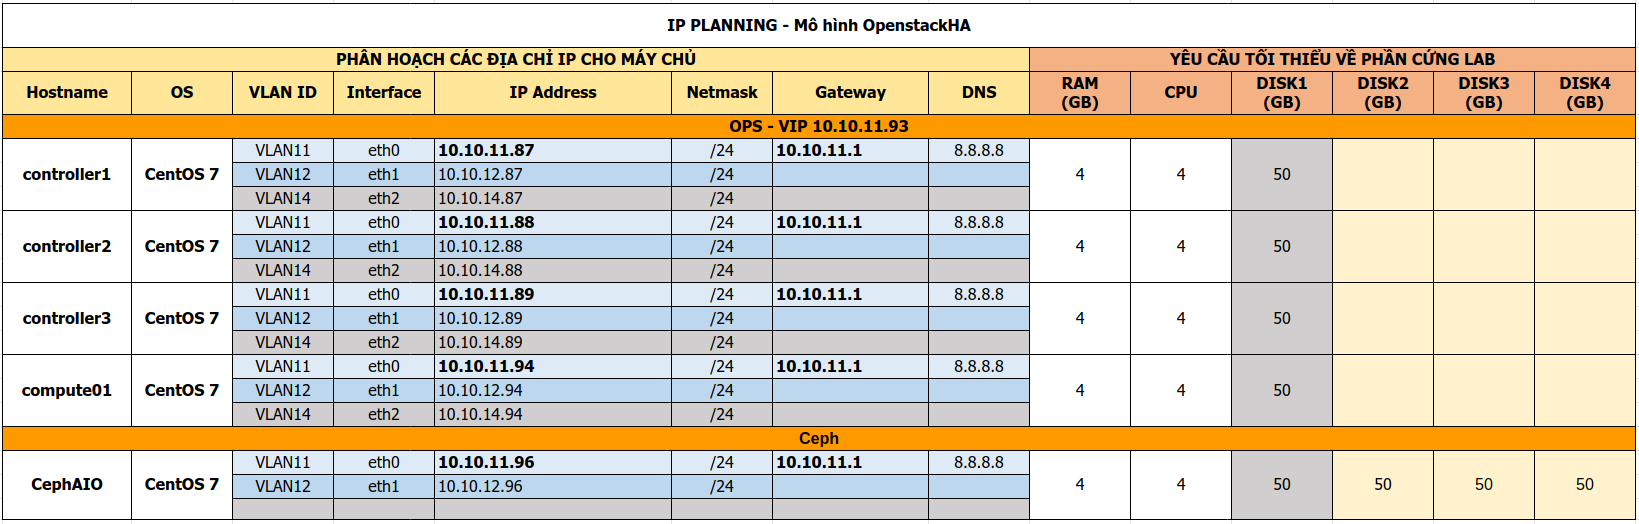 IP PLANNING - Mô hình OpenstackHA
PHÂN HOẠCH CÁC ĐỊA CHỈ IP CHO MÁY CHỦ YÊU CẦU TỐI THIỂU VỀ PHẦN CỨNG LAB
Hostname OS VLAN ID Interface IP Address Netmask Gateway DNS RAM (GB) CPU DISK1 (GB) DISK2 (GB) DISK3 (GB) DISK4 (GB)
OPS - VIP 10.10.11.93
VLAN11 eth0 10.10.11.87 /24 10.10.11.1 8.8.8.8
controller1 CentOS 7 VLAN12 eth1 10.10.12.87 /24 4 4 50
VLAN14 eth2 10.10.14.87 /24
VLAN11 eth0 10.10.11.88 /24 10.10.11.1 8.8.8.8
controller2 CentOS 7 VLAN12 eth1 10.10.12.88 /24 4 4 50
VLAN14 eth2 10.10.14.88 /24
VLAN11 eth0 10.10.11.89 /24 10.10.11.1 8.8.8.8
controller3 CentOS 7 VLAN12 eth1 10.10.12.89 /24 4 4 50
VLAN14 eth2 10.10.14.89 /24
VLAN11 eth0 10.10.11.94 /24 10.10.11.1 8.8.8.8
compute01 CentOS 7 VLAN12 eth1 10.10.12.94 /24 4 4 50
VLAN14 eth2 10.10.14.94 /24
Ceph
VLAN11 eth0 10.10.11.96 /24 10.10.11.1 8.8.8.8
CephAIO CentOS 7 VLAN12 eth1 10.10.12.96 /24 4 4 50 50 50 50